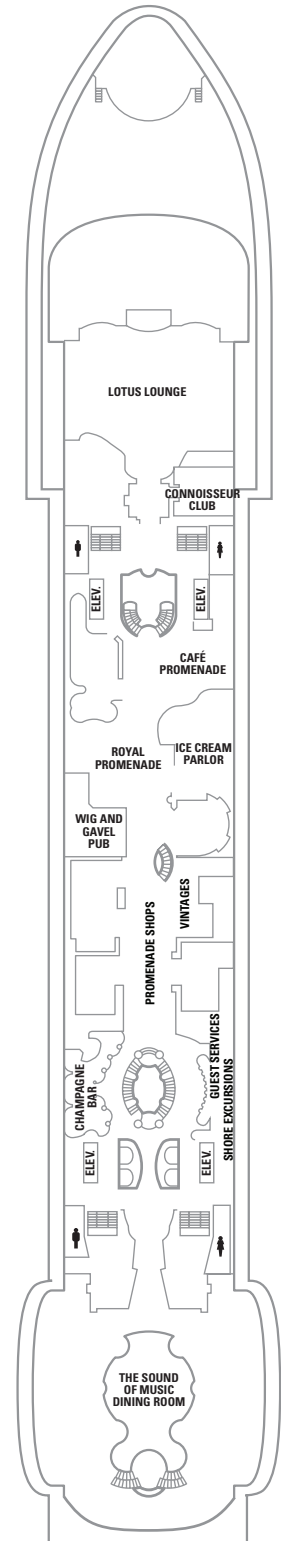 LOTUS LOUNGE
CONNOISSEUR
CLUB
ELEV.
ELEV.
CAFÉ
PROMENADE
ROYAL
PROMENADE
ICE CREAM
PARLOR
WIG AND
GAVEL
PUB
VINTAGES
PROMENADE SHOPS
CHAMPAGNE
BAR
GUEST SERVICES
SHORE EXCURSIONS
ELEV.
ELEV.
THE SOUND
OF MUSIC
DINING ROOM